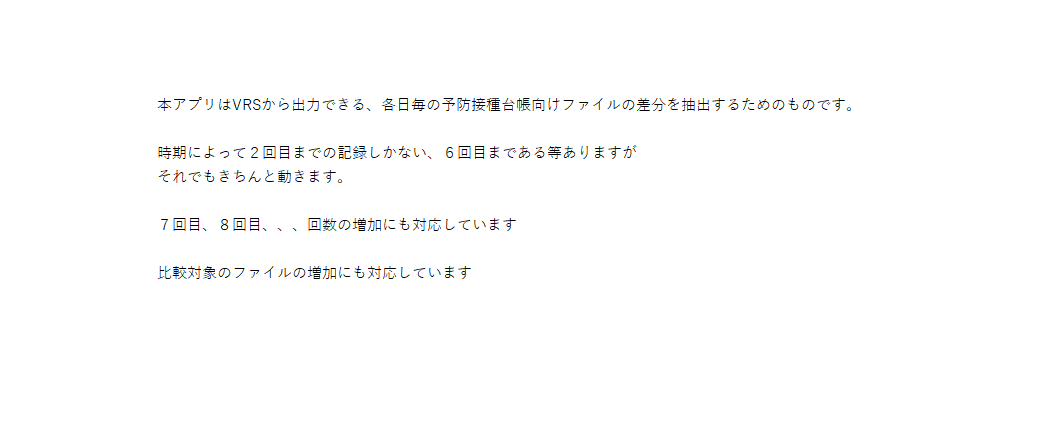 本アプリはVRSから出力できる、各日毎の予防接種台帳向けファイルの差分を抽出するためのものです。
時期によって２回目までの記録しかない、６回目まである等ありますが
それでもきちんと動きます。
７回目、８回目、、、回数の増加にも対応しています
比較対象のファイルの増加にも対応しています